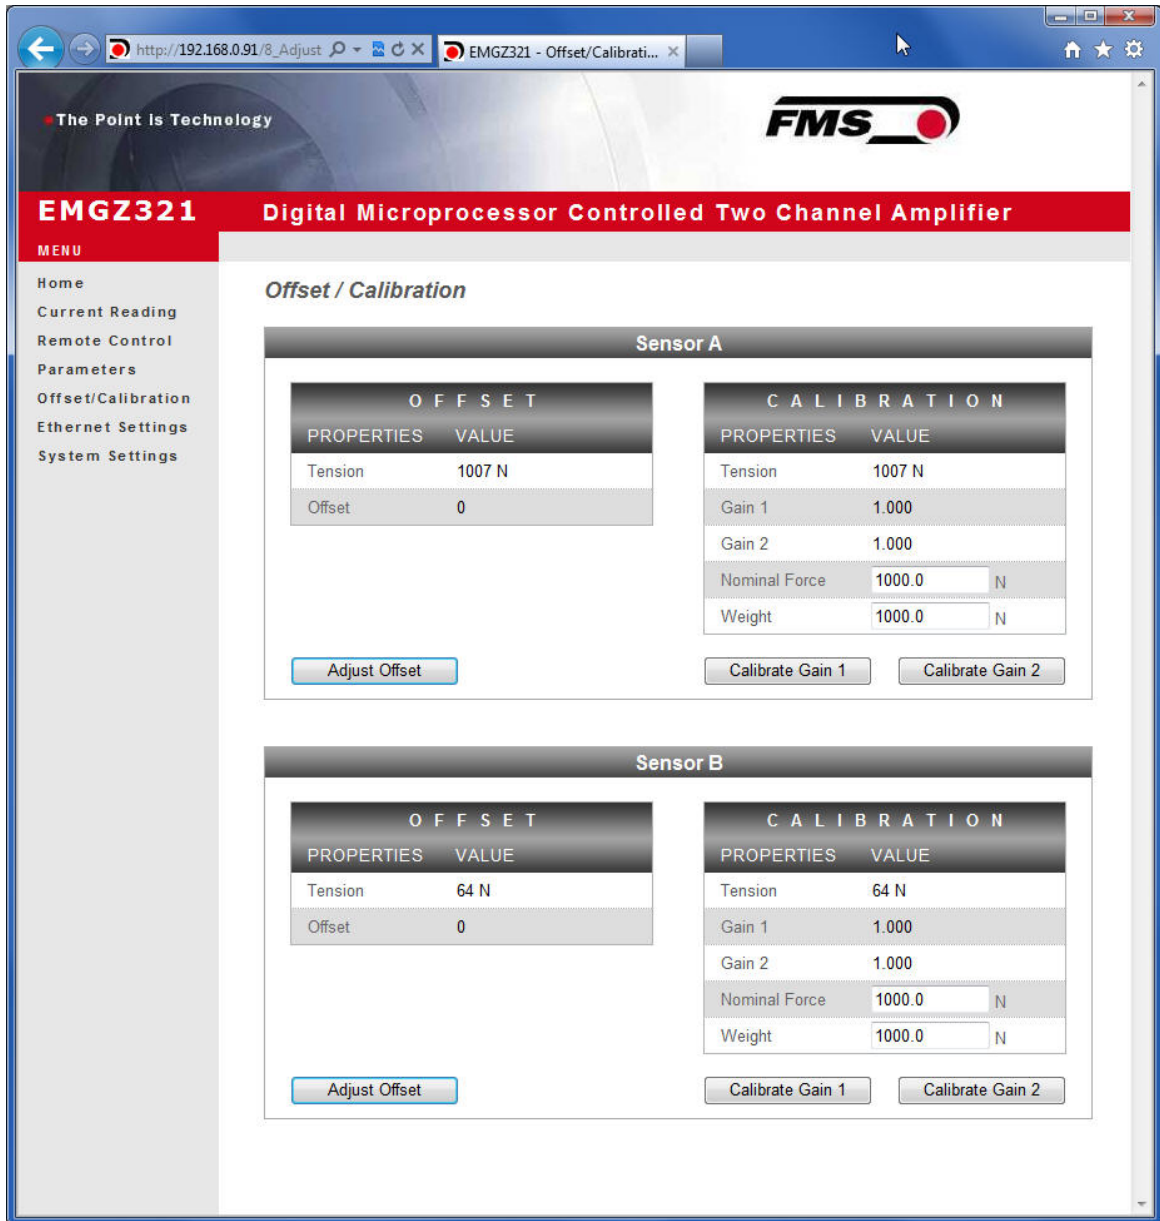 http://192.168.0.91/8_Adjust
EMGZ321 - Offset/Calibrati...
The Point is Technology
FMS
EMGZ321
Digital Microprocessor Controlled Two Channel Amplifier
MENU
Home
Current Reading
Remote Control
Parameters
Offset/Calibration
Ethernet Settings
System Settings
Offset / Calibration
Sensor A
OFFSET
PROPERTIES VALUE
Tension 1007 N
Offset 0
Adjust Offset
CALIBRATION
PROPERTIES VALUE
Tension 1007 N
Gain 1 1.000
Gain 2 1.000
Nominal Force 1000.0 N
Weight 1000.0 N
Calibrate Gain 1 Calibrate Gain 2
Sensor B
OFFSET
PROPERTIES VALUE
Tension 64 N
Offset 0
Adjust Offset
CALIBRATION
PROPERTIES VALUE
Tension 64 N
Gain 1 1.000
Gain 2 1.000
Nominal Force 1000.0 N
Weight 1000.0 N
Calibrate Gain 1 Calibrate Gain 2